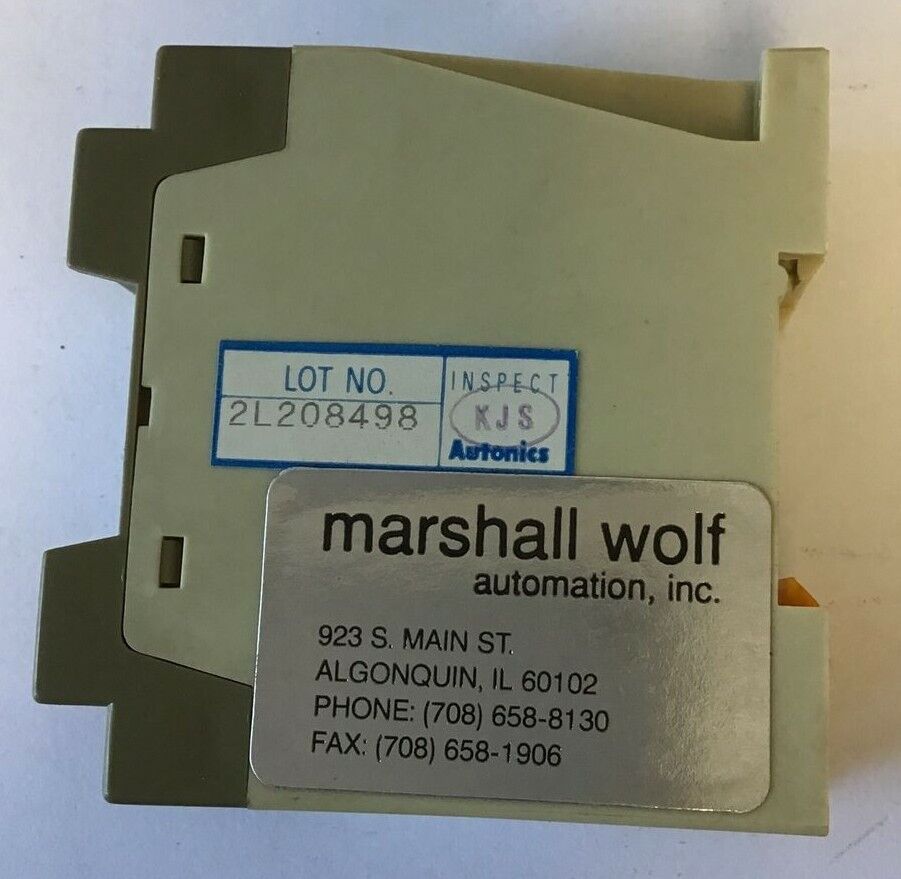 LOT NO.
2L208498
INSPECT
KJS
Autonics
marshall wolf
automation, inc.
923 S. MAIN ST.
ALGONQUIN, IL 60102
PHONE: (708) 658-8130
FAX: (708) 658-1906